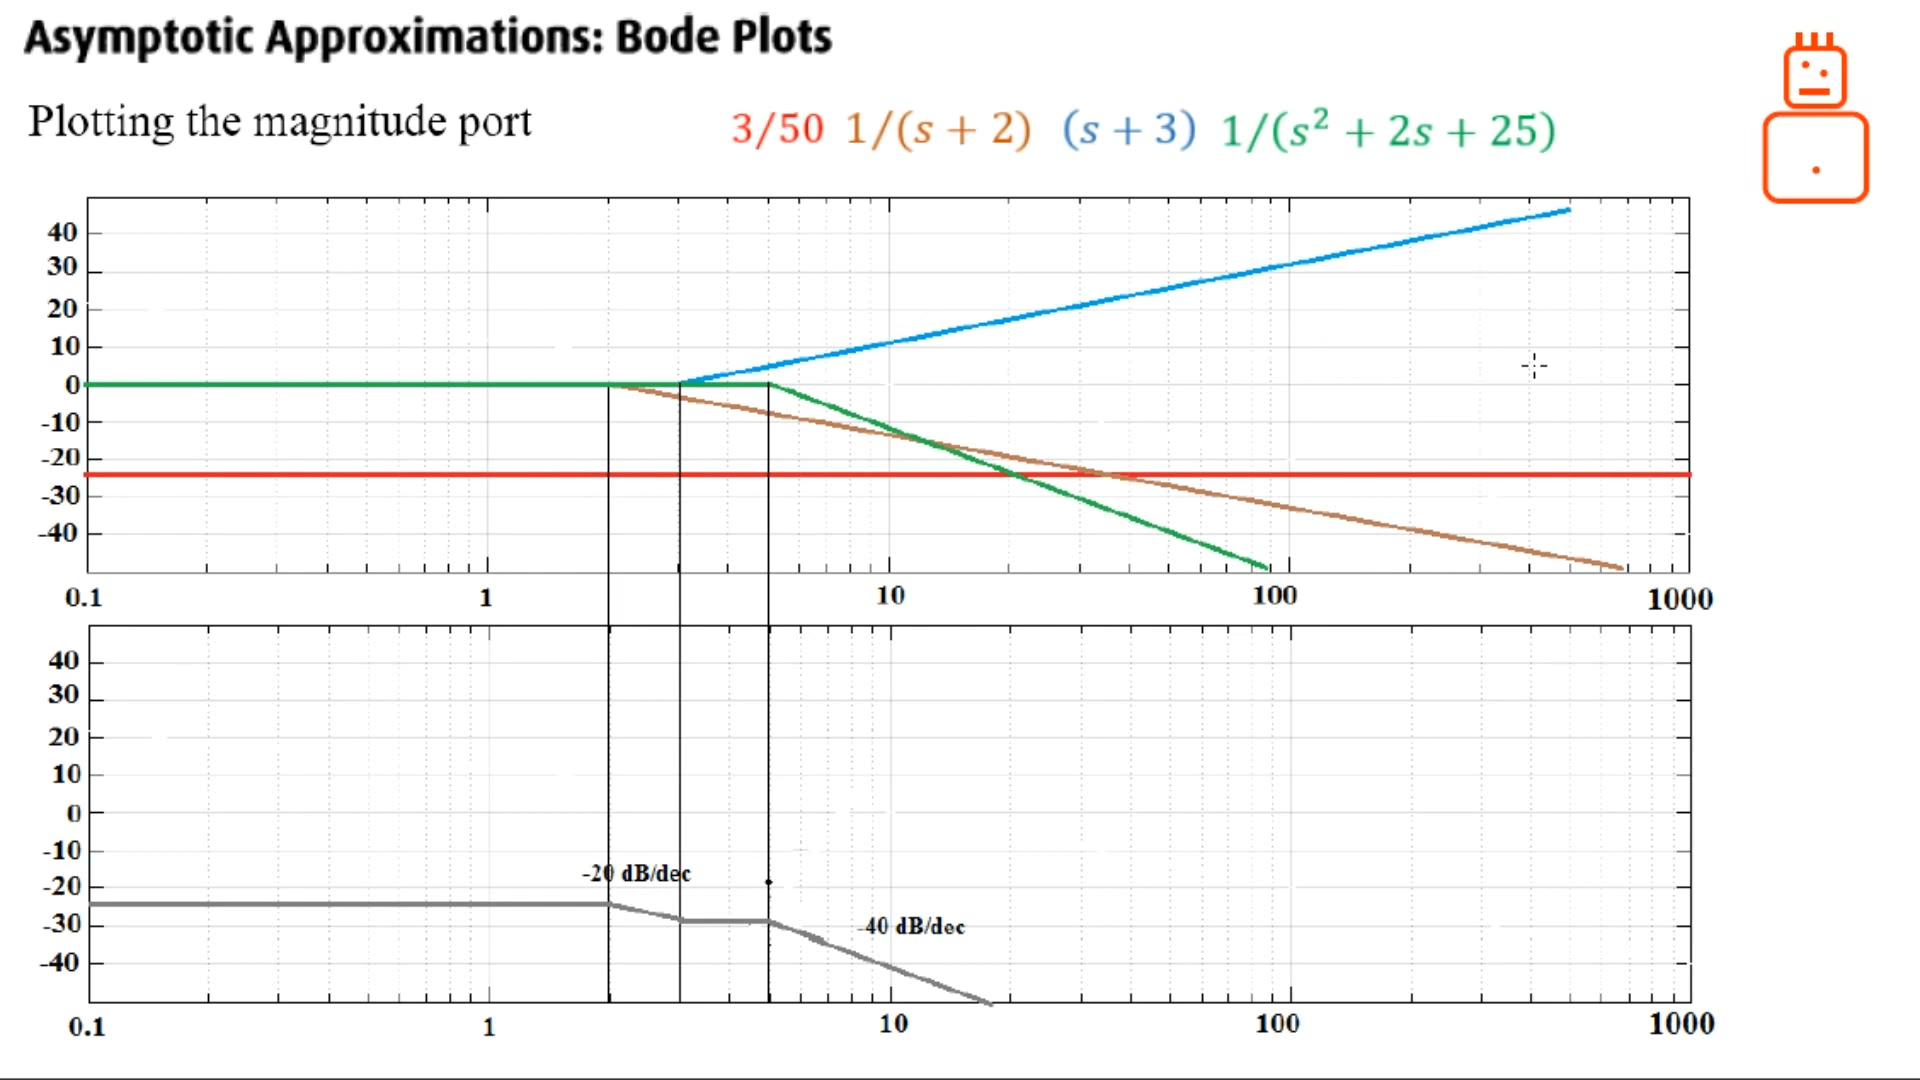 Asymptotic Approximations: Bode Plots
Plotting the magnitude port
3/50 1/(s + 2) (s + 3) 1/(s² + 2s + 25)
40
30
20
10
0
-10
-20
-30
-40
0.1 1 10 100 1000
40
30
20
10
0
-10
-20
-30
-40
-20 dB/dec
-40 dB/dec
0.1 1 10 100 1000